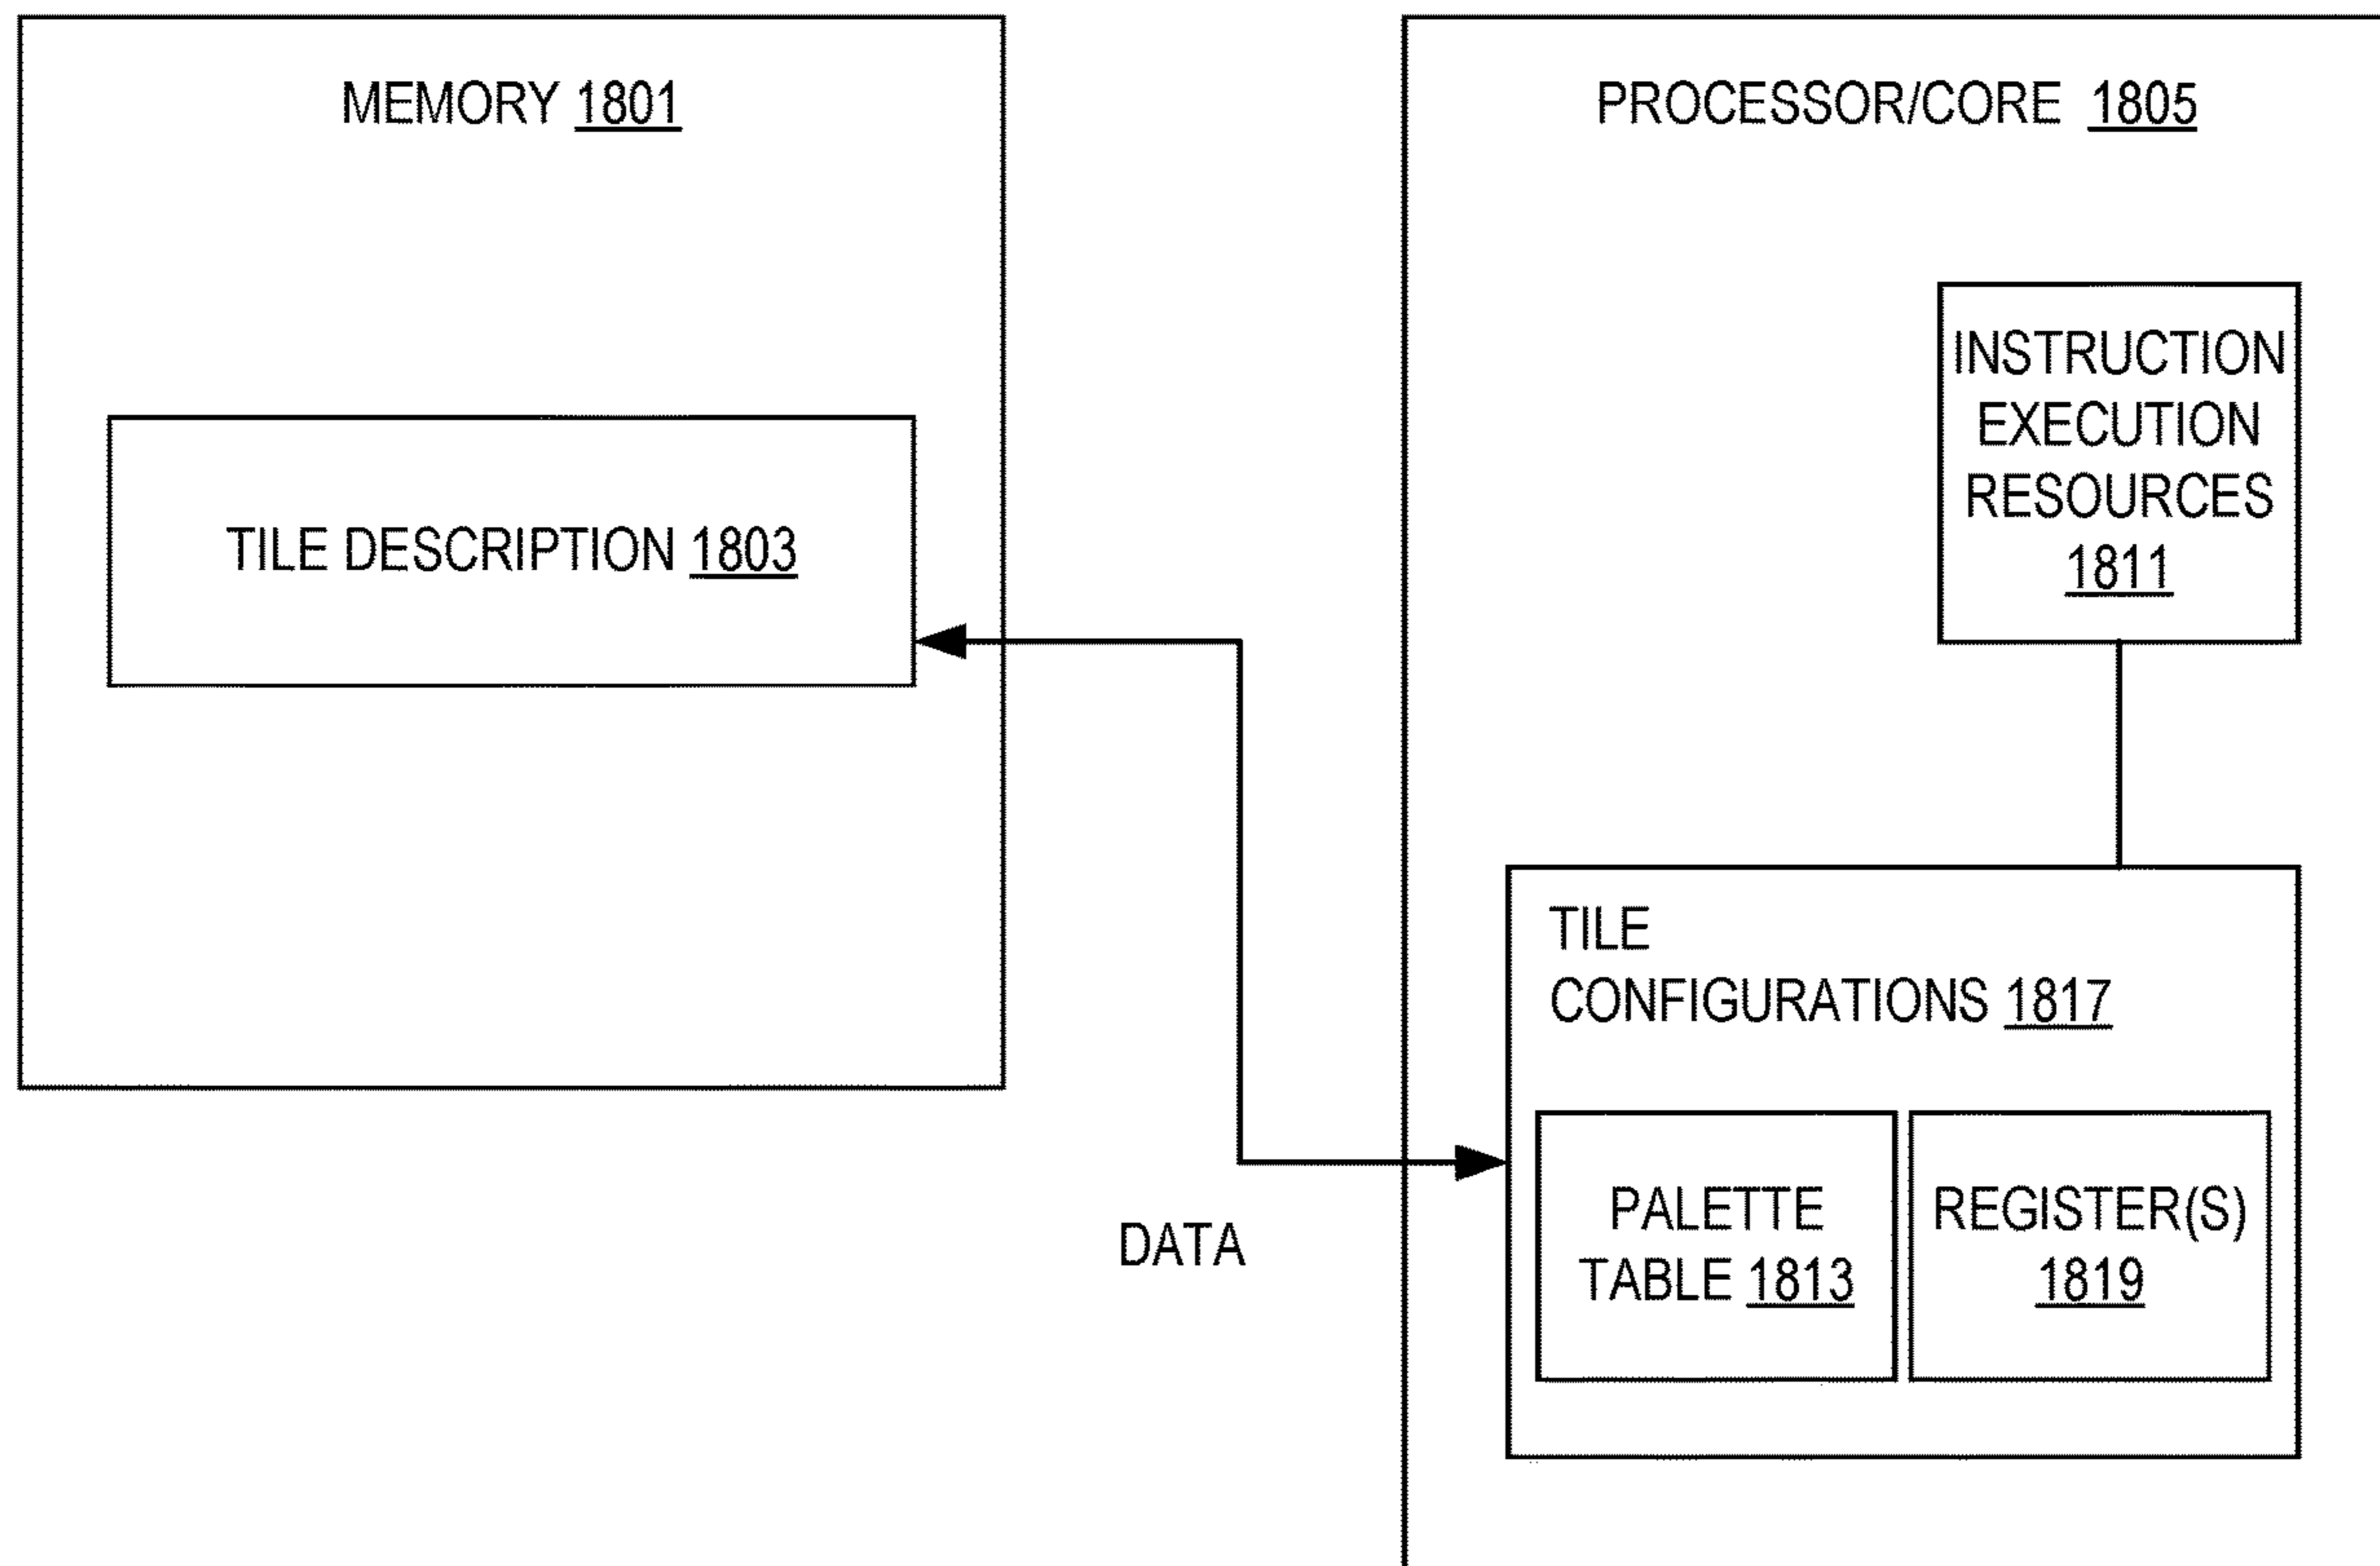 MEMORY 1801
TILE DESCRIPTION 1803
DATA
PROCESSOR/CORE 1805
INSTRUCTION
EXECUTION
RESOURCES
1811
TILE
CONFIGURATIONS 1817
PALETTE
TABLE 1813
REGISTER(S)
1819